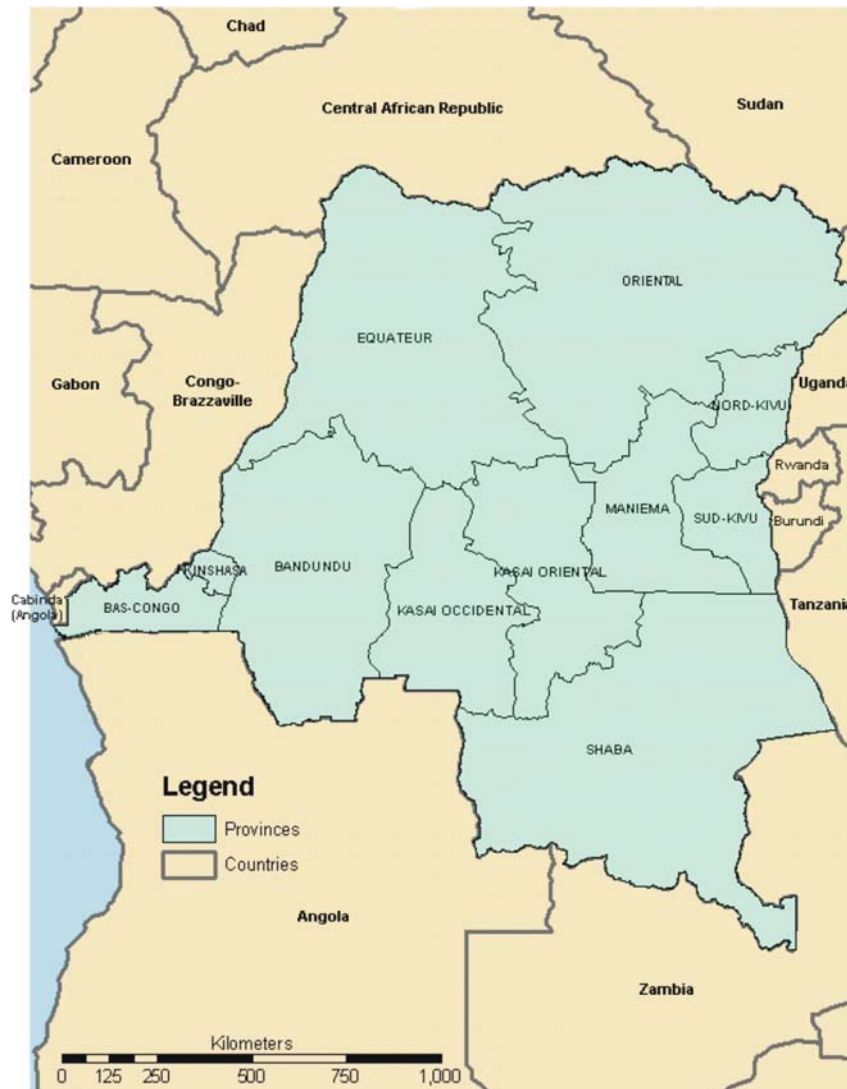 Chad
Central African Republic
Sudan
Cameroon
ORIENTAL
EQUATEUR
Gabon
Congo-
Brazzaville
NORD-KIVU
Uganda
Rwanda
MANIEMA
SUD-KIVU
Burundi
KINSHASA
BANDUNDU
KASAI ORIENTAL
Cabinda
(Angola)
BAS-CONGO
KASAI OCCIDENTAL
Tanzania
SHABA
Legend
Provinces
Countries
Angola
Zambia
Kilometers
0 125 250 500 750 1,000